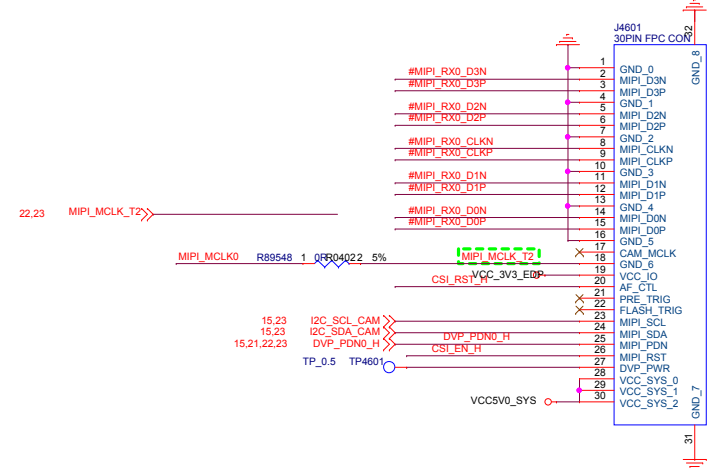 J4601
30PIN FPC CON
32
GND_8
1 GND_0
#MIPI_RX0_D3N 2 MIPI_D3N
#MIPI_RX0_D3P 3 MIPI_D3P
4 GND_1
#MIPI_RX0_D2N 5 MIPI_D2N
#MIPI_RX0_D2P 6 MIPI_D2P
7 GND_2
#MIPI_RX0_CLKN 8 MIPI_CLKN
#MIPI_RX0_CLKP 9 MIPI_CLKP
10 GND_3
#MIPI_RX0_D1N 11 MIPI_D1N
#MIPI_RX0_D1P 12 MIPI_D1P
13 GND_4
22,23 MIPI_MCLK_T2 #MIPI_RX0_D0N 14 MIPI_D0N
#MIPI_RX0_D0P 15 MIPI_D0P
16 GND_5
17 CAM_MCLK
MIPI_MCLK0 R89548 1 0R R0402 2 5% MIPI_MCLK_T2 18 GND_6
VCC_3V3_EDP 19 VCC_IO
CSI_RST_H 20 AF_CTL
21 PRE_TRIG
22 FLASH_TRIG
15,23 I2C_SCL_CAM 23 MIPI_SCL
15,23 I2C_SDA_CAM 24 MIPI_SDA
15,21,22,23 DVP_PDN0_H DVP_PDN0_H 25 MIPI_PDN
CSI_EN_H 26 MIPI_RST
TP_0.5 TP4601 27 DVP_PWR
28 VCC_SYS_0
29 VCC_SYS_1
VCC5V0_SYS 30 VCC_SYS_2
GND_7
31